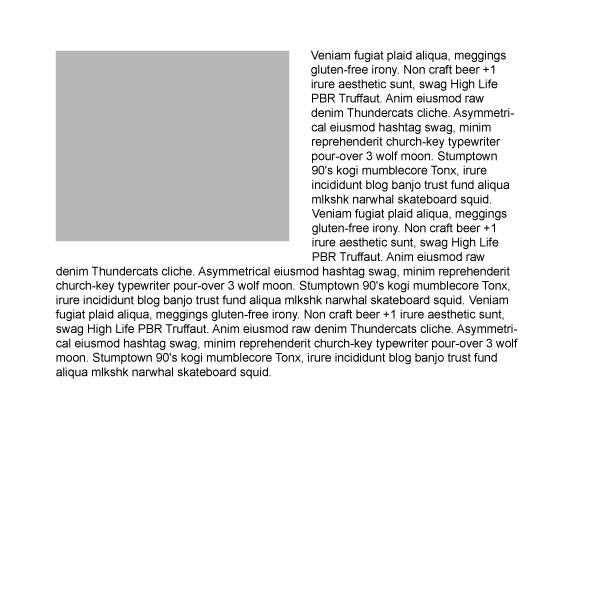 Veniam fugiat plaid aliqua, meggings
gluten-free irony. Non craft beer +1
irure aesthetic sunt, swag High Life
PBR Truffaut. Anim eiusmod raw
denim Thundercats cliche. Asymmetri-
cal eiusmod hashtag swag, minim
reprehenderit church-key typewriter
pour-over 3 wolf moon. Stumptown
90's kogi mumblecore Tonx, irure
incididunt blog banjo trust fund aliqua
mlkshk narwhal skateboard squid.
Veniam fugiat plaid aliqua, meggings
gluten-free irony. Non craft beer +1
irure aesthetic sunt, swag High Life
PBR Truffaut. Anim eiusmod raw
denim Thundercats cliche. Asymmetrical eiusmod hashtag swag, minim reprehenderit
church-key typewriter pour-over 3 wolf moon. Stumptown 90's kogi mumblecore Tonx,
irure incididunt blog banjo trust fund aliqua mlkshk narwhal skateboard squid. Veniam
fugiat plaid aliqua, meggings gluten-free irony. Non craft beer +1 irure aesthetic sunt,
swag High Life PBR Truffaut. Anim eiusmod raw denim Thundercats cliche. Asymmetri-
cal eiusmod hashtag swag, minim reprehenderit church-key typewriter pour-over 3 wolf
moon. Stumptown 90's kogi mumblecore Tonx, irure incididunt blog banjo trust fund
aliqua mlkshk narwhal skateboard squid.